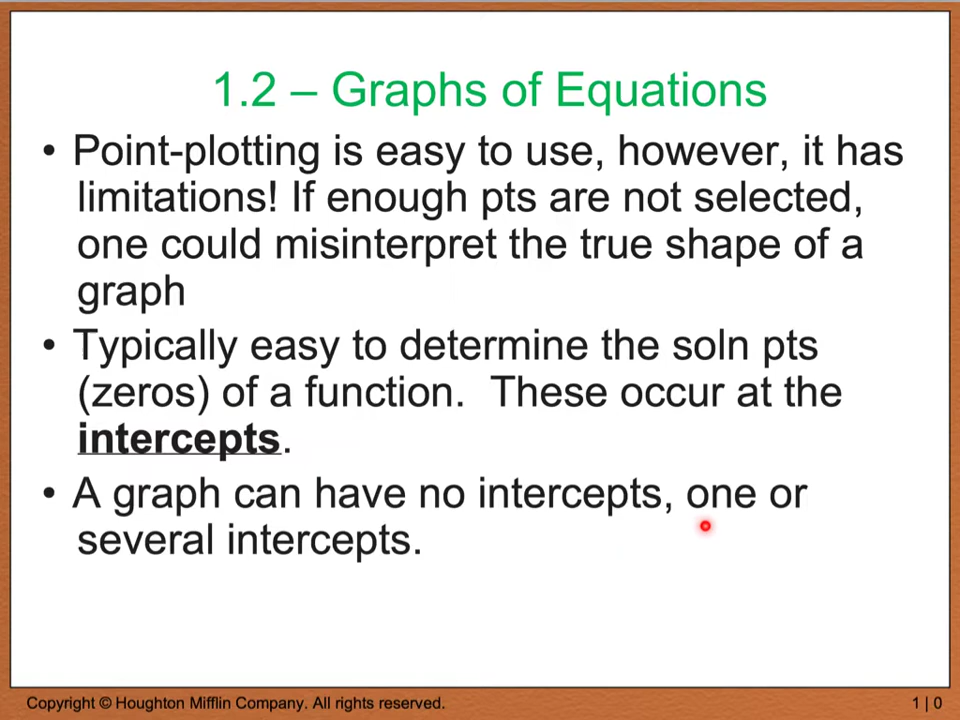 1.2 – Graphs of Equations
• Point-plotting is easy to use, however, it has
limitations! If enough pts are not selected,
one could misinterpret the true shape of a
graph
• Typically easy to determine the soln pts
(zeros) of a function.  These occur at the
intercepts.
• A graph can have no intercepts, one or
several intercepts.
Copyright © Houghton Mifflin Company. All rights reserved.
1 | 0